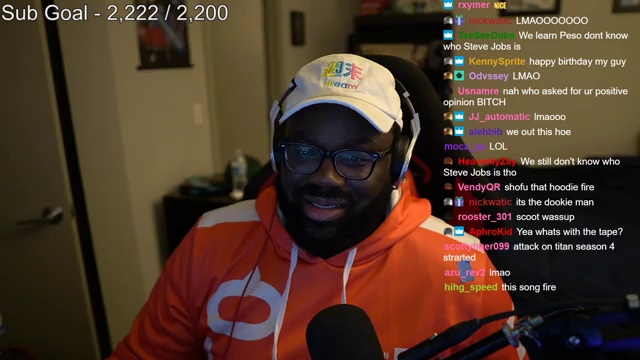 Sub Goal - 2,222 / 2,200
rxymer NICE
nickwatic LMAOOOOOOO
TeeSeeDubs We learn Peso dont know
who Steve Jobs is
KennySprite happy birthday my guy
Odvssey LMAO
Usnamre nah who asked for ur positive
opinion BITCH
JJ_automatic lmaooo
alehbib we out this hoe
LOL
We still don't know who
Steve Jobs is tho
VendyQR shofu that hoodie fire
nickwatic its the dookie man
rooster_301 scoot wassup
AphroKid Yea whats with the tape?
attack on titan season 4
strarted
azu_rev2 lmao
hihg_speed this song fire